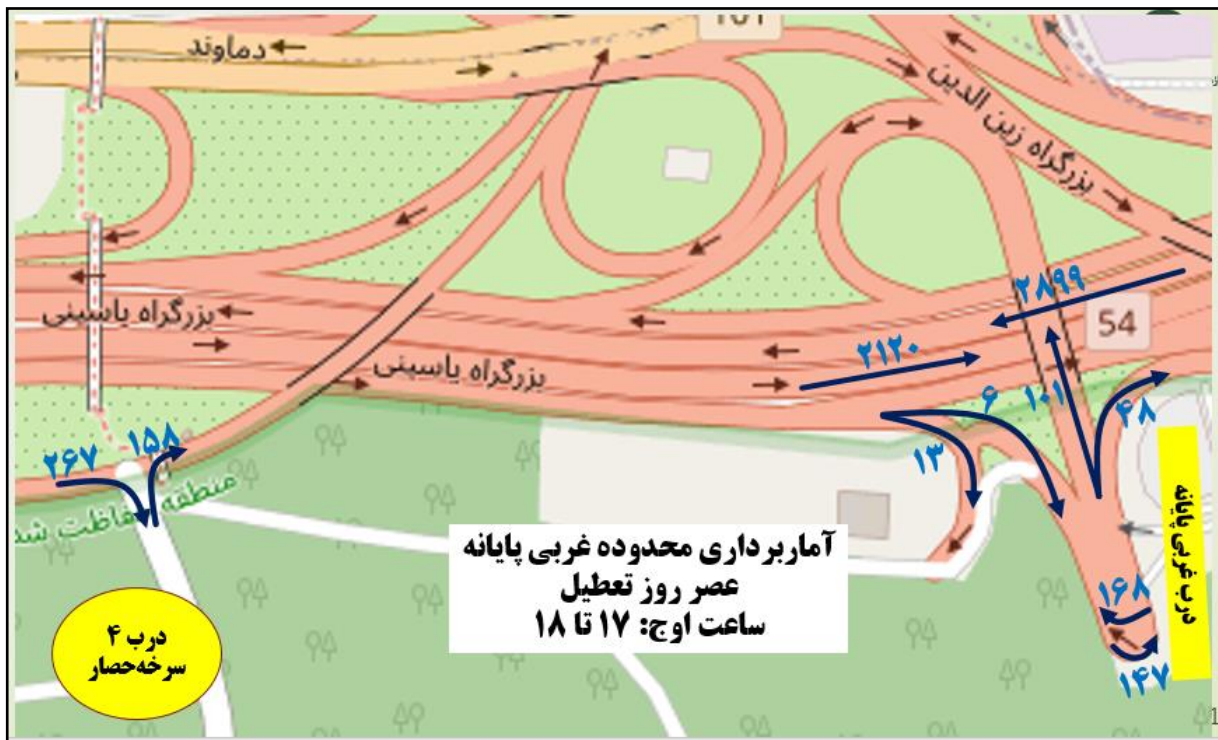 101
دماوند
بزرگراه زین الدین
۲۸۹۹
54
بزرگراه یاسینی
۲۱۲۰
بزرگراه یاسینی
۶
۱۰۱
۴۸
۱۳
۲۶۷
۱۵۸
درب غربی پایانه
آماربرداری محدوده غربی پایانه
عصر روز تعطیل
ساعت اوج: ۱۷ تا ۱۸
۱۶۸
۱۴۷
درب ۴
سرخه‌حصار